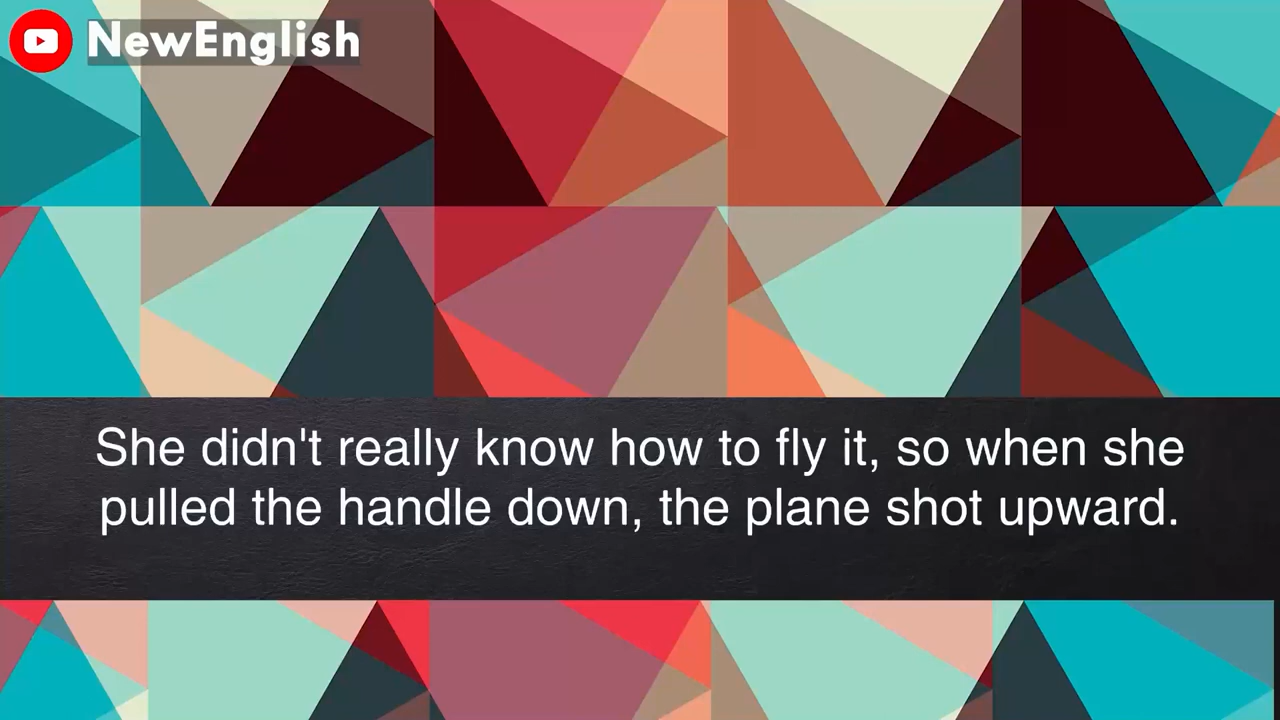 NewEnglish
She didn't really know how to fly it, so when she
pulled the handle down, the plane shot upward.